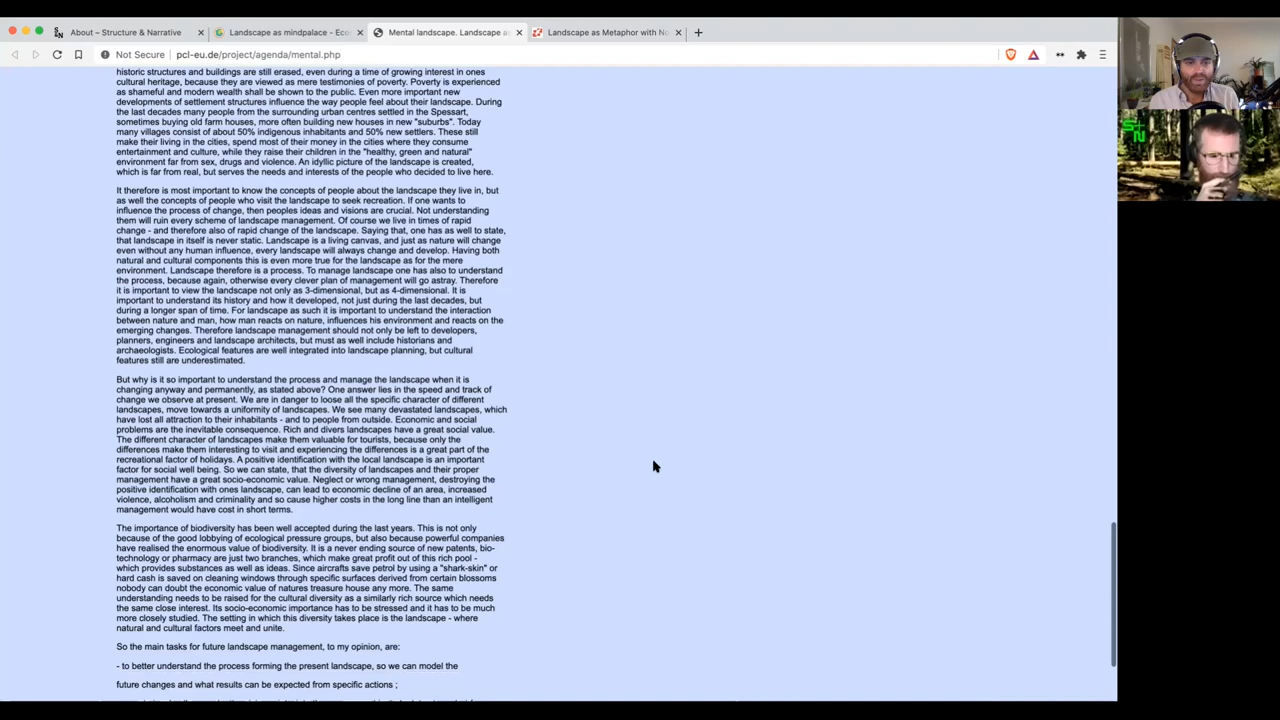 About – Structure & Narrative
Landscape as mindpalace - Eco
Mental landscape. Landscape as
Landscape as Metaphor with No
Not Secure
pcl-eu.de/project/agenda/mental.php
historic structures and buildings are still erased, even during a time of growing interest in ones
cultural heritage, because they are viewed as mere testimonies of poverty. Poverty is experienced
as shameful and modern wealth shall be shown to the public. Even more important new
developments of settlement structures influence the way people feel about their landscape. During
the last decades many people from the surrounding urban centres settled in the Spessart,
sometimes buying old farm houses, more often building new houses in new "suburbs". Today
many villages consist of about 50% indigenous inhabitants and 50% new settlers. These still
make their living in the cities, spend most of their money in the cities where they consume
entertainment and culture, while they raise their children in the "healthy, green and natural"
environment far from sex, drugs and violence. An idyllic picture of the landscape is created,
which is far from real, but serves the needs and interests of the people who decided to live here.
It therefore is most important to know the concepts of people about the landscape they live in, but
as well the concepts of people who visit the landscape to seek recreation. If one wants to
influence the process of change, then peoples ideas and visions are crucial. Not understanding
them will ruin every scheme of landscape management. Of course we live in times of rapid
change - and therefore also of rapid change of the landscape. Saying that, one has as well to state,
that landscape in itself is never static. Landscape is a living canvas, and just as nature will change
even without any human influence, every landscape will always change and develop. Having both
natural and cultural components this is even more true for the landscape as for the mere
environment. Landscape therefore is a process. To manage landscape one has also to understand
the process, because again, otherwise every clever plan of management will go astray. Therefore
it is important to view the landscape not only as 3-dimensional, but as 4-dimensional. It is
important to understand its history and how it developed, not just during the last decades, but
during a longer span of time. For landscape as such it is important to understand the interaction
between nature and man, how man reacts on nature, influences his environment and reacts on the
emerging changes. Therefore landscape management should not only be left to developers,
planners, engineers and landscape architects, but must as well include historians and
archaeologists. Ecological features are well integrated into landscape planning, but cultural
features still are underestimated.
But why is it so important to understand the process and manage the landscape when it is
changing anyway and permanently, as stated above? One answer lies in the speed and track of
change we observe at present. We are in danger to loose all the specific character of different
landscapes, move towards a uniformity of landscapes. We see many devastated landscapes, which
have lost all attraction to their inhabitants - and to people from outside. Economic and social
problems are the inevitable consequence. Rich and divers landscapes have a great social value.
The different character of landscapes make them valuable for tourists, because only the
differences make them interesting to visit and experiencing the differences is a great part of the
recreational factor of holidays. A positive identification with the local landscape is an important
factor for social well being. So we can state, that the diversity of landscapes and their proper
management have a great socio-economic value. Neglect or wrong management, destroying the
positive identification with ones landscape, can lead to economic decline of an area, increased
violence, alcoholism and criminality and so cause higher costs in the long line than an intelligent
management would have cost in short terms.
The importance of biodiversity has been well accepted during the last years. This is not only
because of the good lobbying of ecological pressure groups, but also because powerful companies
have realised the enormous value of biodiversity. It is a never ending source of new patents, bio-
technology or pharmacy are just two branches, which make great profit out of this rich pool -
which provides substances as well as ideas. Since aircrafts save petrol by using a "shark-skin" or
hard cash is saved on cleaning windows through specific surfaces derived from certain blossoms
nobody can doubt the economic value of natures treasure house any more. The same
understanding needs to be raised for the cultural diversity as a similarly rich source which needs
the same close interest. Its socio-economic importance has to be stressed and it has to be much
more closely studied. The setting in which this diversity takes place is the landscape - where
natural and cultural factors meet and unite.
So the main tasks for future landscape management, to my opinion, are:
- to better understand the process forming the present landscape, so we can model the
future changes and what results can be expected from specific actions ;
S
N